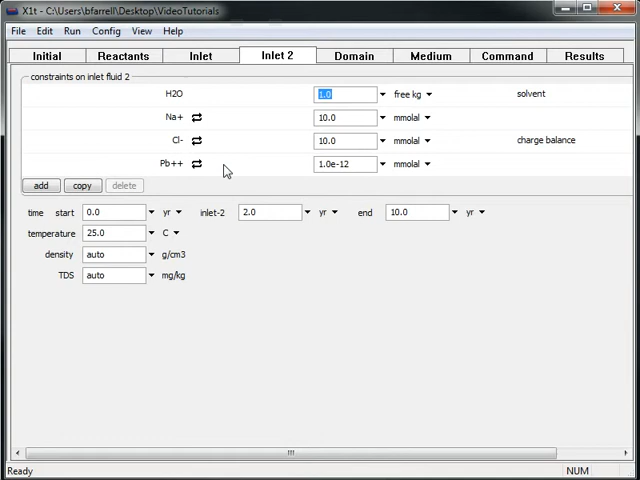 X1t - C:\Users\bfarrell\Desktop\VideoTutorials
File Edit Run Config View Help
Initial Reactants Inlet Inlet 2 Domain Medium Command Results
constraints on inlet fluid 2
H2O 1.0 free kg solvent
Na+ 10.0 mmolal
Cl- 10.0 mmolal charge balance
Pb++ 1.0e-12 mmolal
add copy delete
time start 0.0 yr inlet-2 2.0 yr end 10.0 yr
temperature 25.0 C
density auto g/cm3
TDS auto mg/kg
Ready NUM